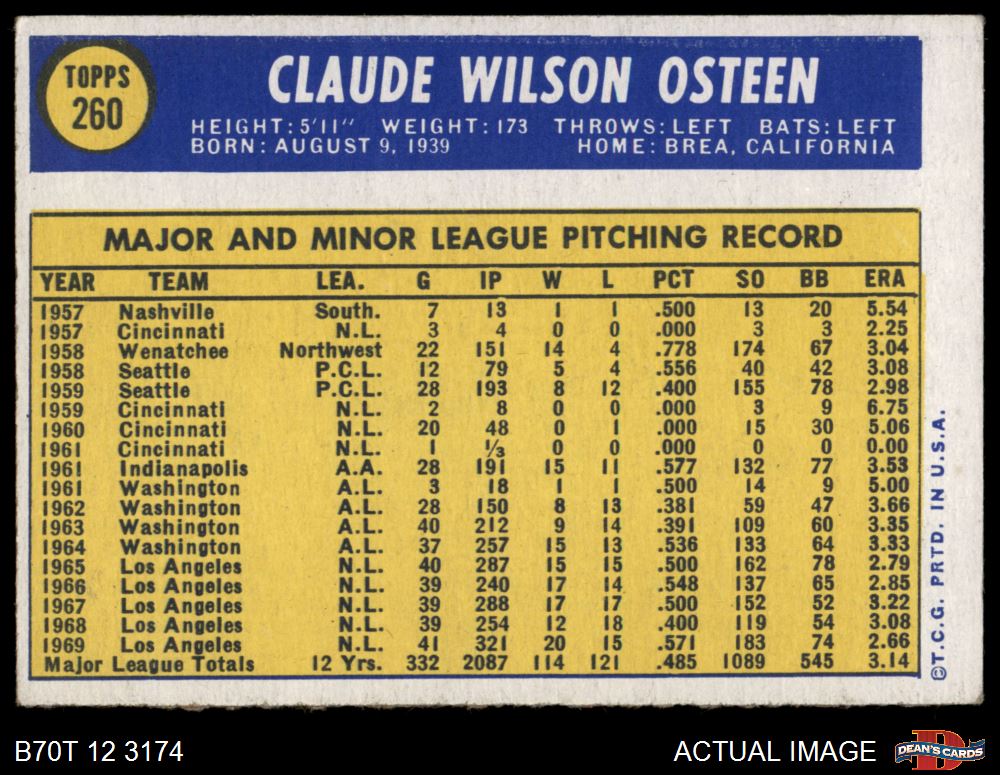 TOPPS
260
CLAUDE WILSON OSTEEN
HEIGHT: 5'11" WEIGHT: 173 THROWS: LEFT BATS: LEFT
BORN: AUGUST 9, 1939 HOME: BREA, CALIFORNIA
MAJOR AND MINOR LEAGUE PITCHING RECORD
YEAR TEAM LEA. G IP W L PCT SO BB ERA
1957 Nashville South. 7 13 1 1 .500 13 20 5.54
1957 Cincinnati N.L. 3 4 0 0 .000 3 3 2.25
1958 Wenatchee Northwest 22 151 14 4 .778 174 67 3.04
1958 Seattle P.C.L. 12 79 5 4 .556 40 42 3.08
1959 Seattle P.C.L. 28 193 8 12 .400 155 78 2.98
1959 Cincinnati N.L. 2 8 0 0 .000 3 9 6.75
1960 Cincinnati N.L. 20 48 0 1 .000 15 30 5.06
1961 Cincinnati N.L. 1 ⅓ 0 0 .000 0 0 0.00
1961 Indianapolis A.A. 28 191 15 11 .577 132 77 3.53
1961 Washington A.L. 3 18 1 1 .500 14 9 5.00
1962 Washington A.L. 28 150 8 13 .381 59 47 3.66
1963 Washington A.L. 40 212 9 14 .391 109 60 3.35
1964 Washington A.L. 37 257 15 13 .536 133 64 3.33
1965 Los Angeles N.L. 40 287 15 15 .500 162 78 2.79
1966 Los Angeles N.L. 39 240 17 14 .548 137 65 2.85
1967 Los Angeles N.L. 39 288 17 17 .500 152 52 3.22
1968 Los Angeles N.L. 39 254 12 18 .400 119 54 3.08
1969 Los Angeles N.L. 41 321 20 15 .571 183 74 2.66
Major League Totals 12 Yrs. 332 2087 114 121 .485 1089 545 3.14
©T.C.G. PRTD. IN U.S.A.
B70T 12 3174 ACTUAL IMAGE
DEAN'S CARDS